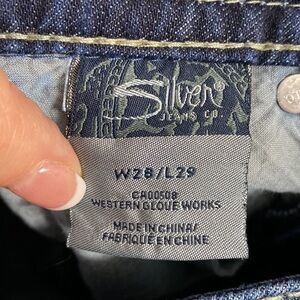 Silver
JEANS CO.
W28/L29
CA00508
WESTERN GLOVE WORKS
MADE IN CHINA/
FABRIQUÉ EN CHINE